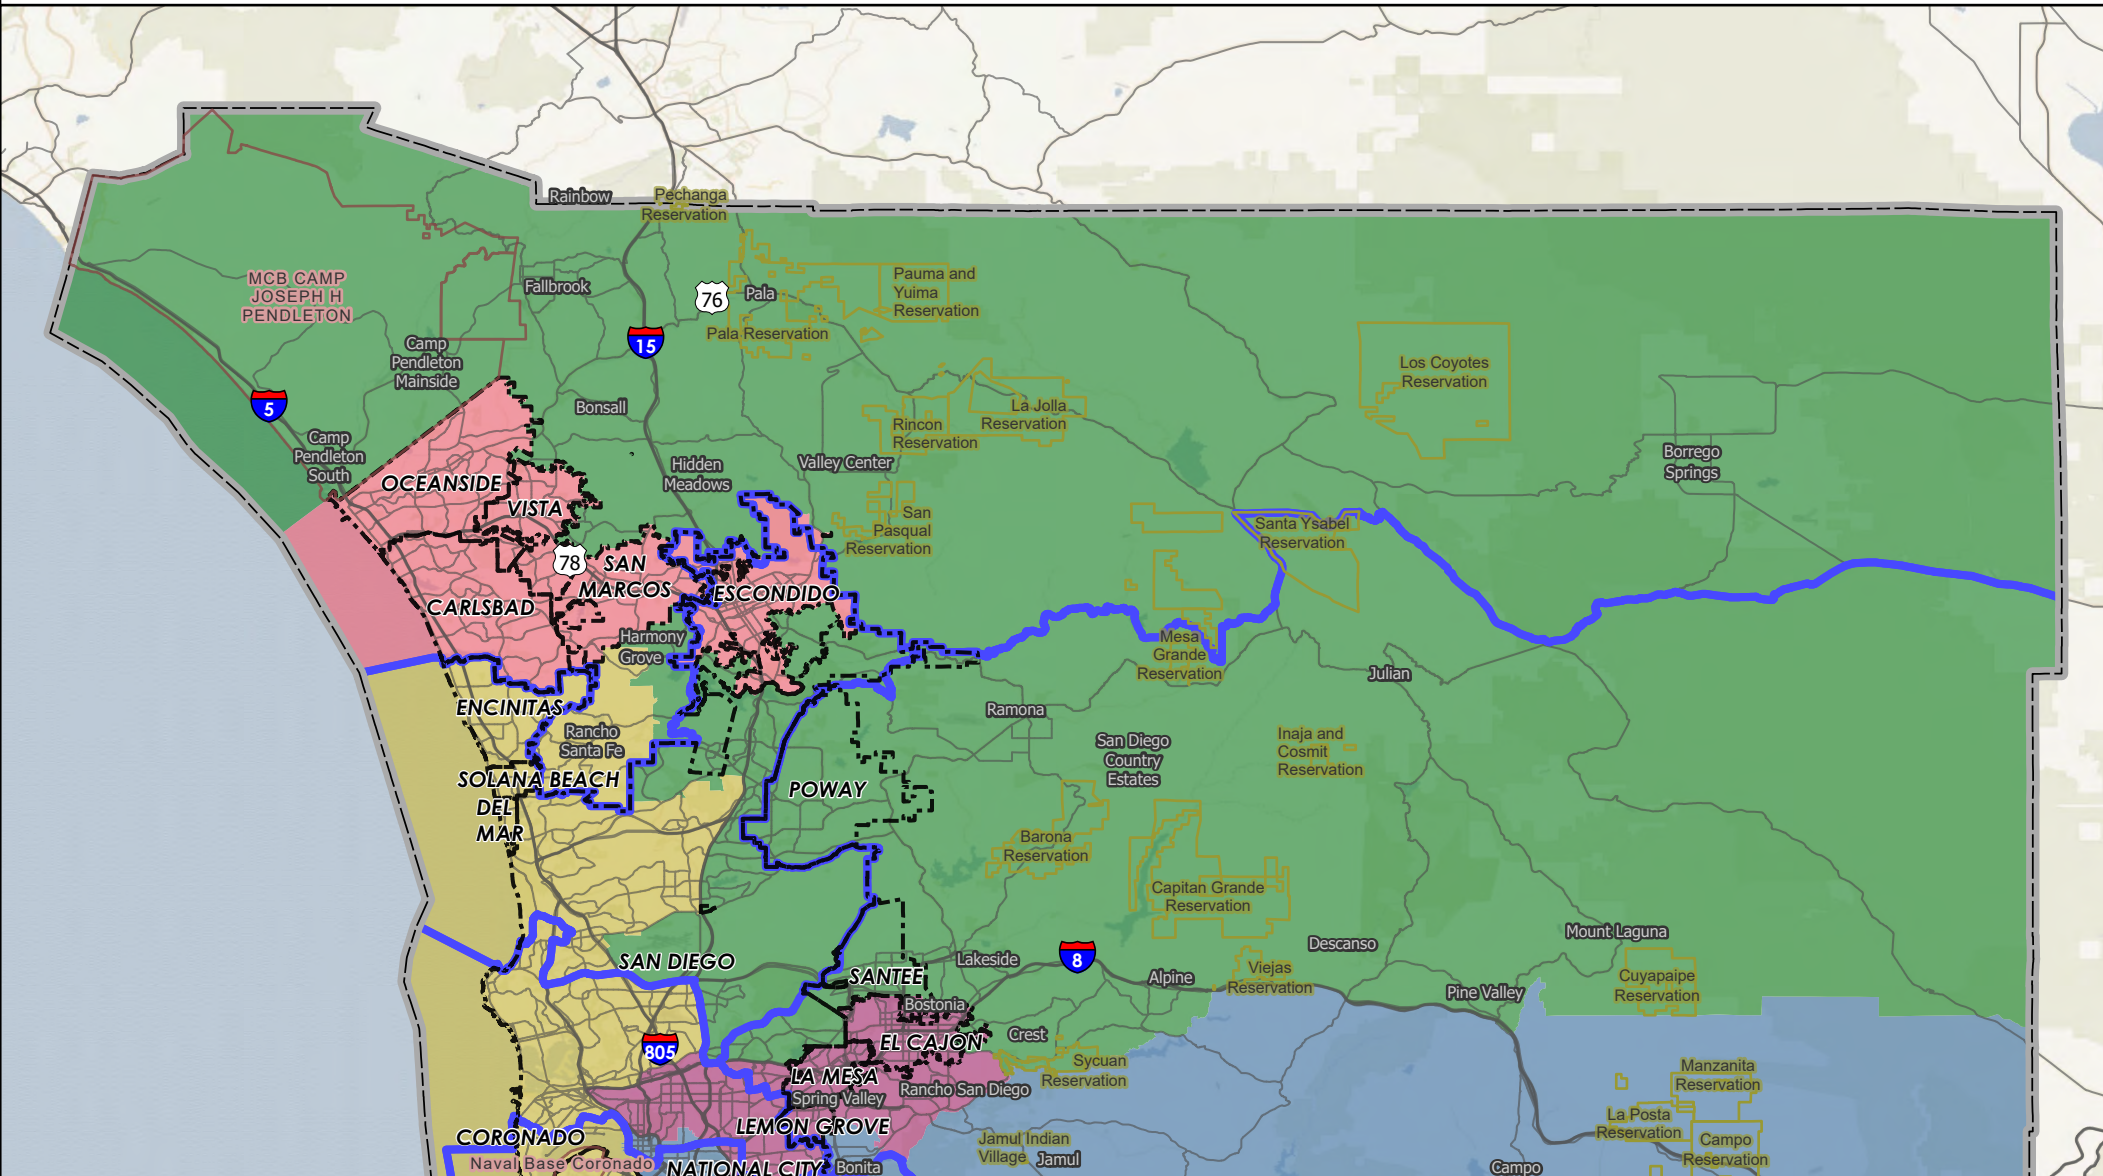 Rainbow
Pechanga
Reservation
MCB CAMP
JOSEPH H
PENDLETON
Fallbrook
76
Pala
Pauma and
Yuima
Reservation
Pala Reservation
15
Camp
Pendleton
Mainside
5
Bonsall
Los Coyotes
Reservation
La Jolla
Reservation
Rincon
Reservation
Camp
Pendleton
South
Hidden
Meadows
Valley Center
Borrego
Springs
OCEANSIDE
VISTA
San
Pasqual
Reservation
Santa Ysabel
Reservation
78
SAN
MARCOS
ESCONDIDO
CARLSBAD
Harmony
Grove
Mesa
Grande
Reservation
Julian
ENCINITAS
Rancho
Santa Fe
Ramona
San Diego
Country
Estates
Inaja and
Cosmit
Reservation
SOLANA BEACH
DEL
MAR
POWAY
Barona
Reservation
Capitan Grande
Reservation
SAN DIEGO
SANTEE
Lakeside
8
Alpine
Viejas
Reservation
Descanso
Mount Laguna
Cuyapaipe
Reservation
Pine Valley
Bostonia
EL CAJON
Crest
805
LA MESA
Spring Valley
Rancho San Diego
Sycuan
Reservation
Manzanita
Reservation
La Posta
Reservation
Campo
Reservation
LEMON GROVE
CORONADO
Naval Base Coronado
NATIONAL CITY
Bonita
Jamul Indian
Village
Jamul
Campo